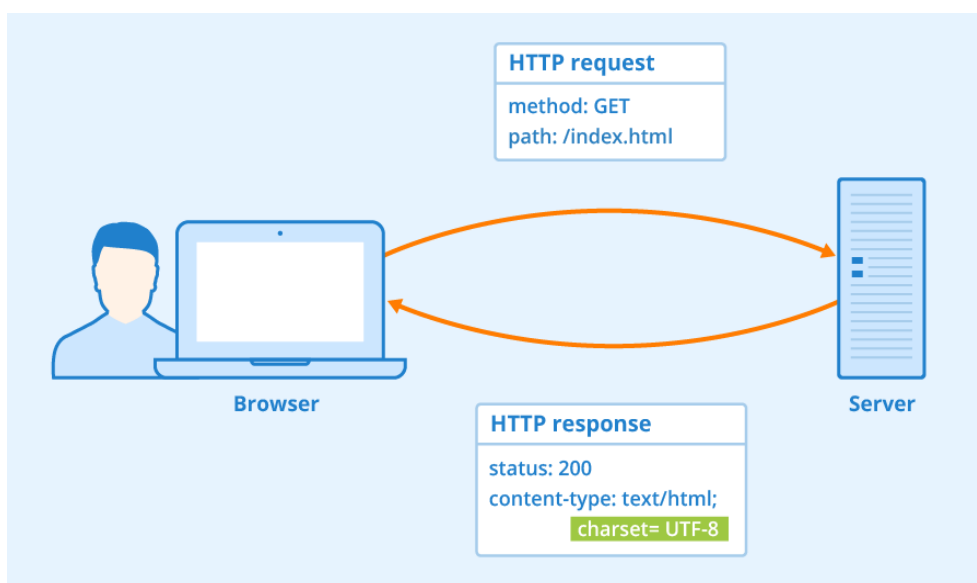 HTTP request
method: GET
path: /index.html
Browser
Server
HTTP response
status: 200
content-type: text/html;
charset= UTF-8